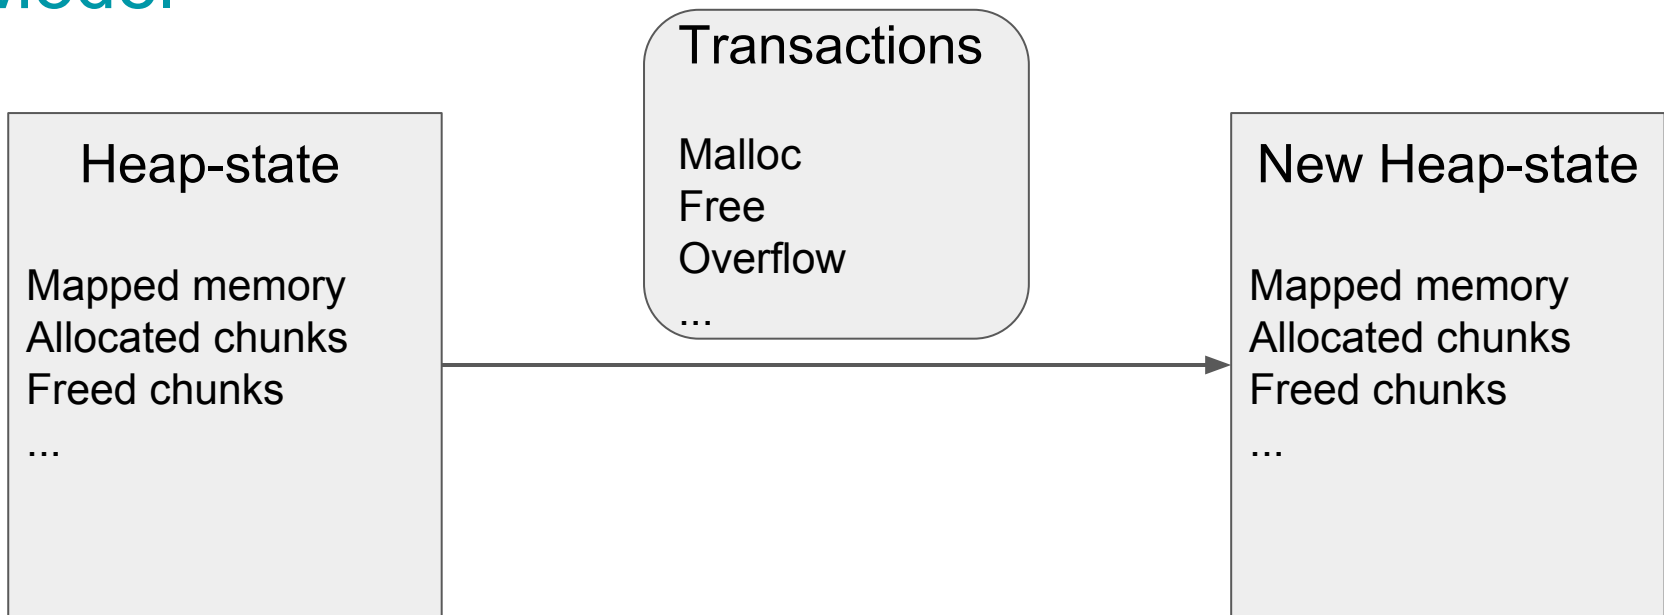 Model
Transactions
Malloc
Free
Overflow
...
Heap-state
Mapped memory
Allocated chunks
Freed chunks
...
New Heap-state
Mapped memory
Allocated chunks
Freed chunks
...